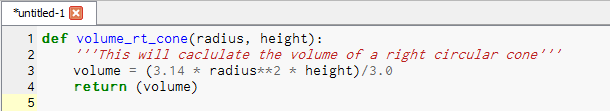 *untitled-1
1 def volume_rt_cone(radius, height):
2     '''This will caclulate the volume of a right circular cone'''
3     volume = (3.14 * radius**2 * height)/3.0
4     return (volume)
5